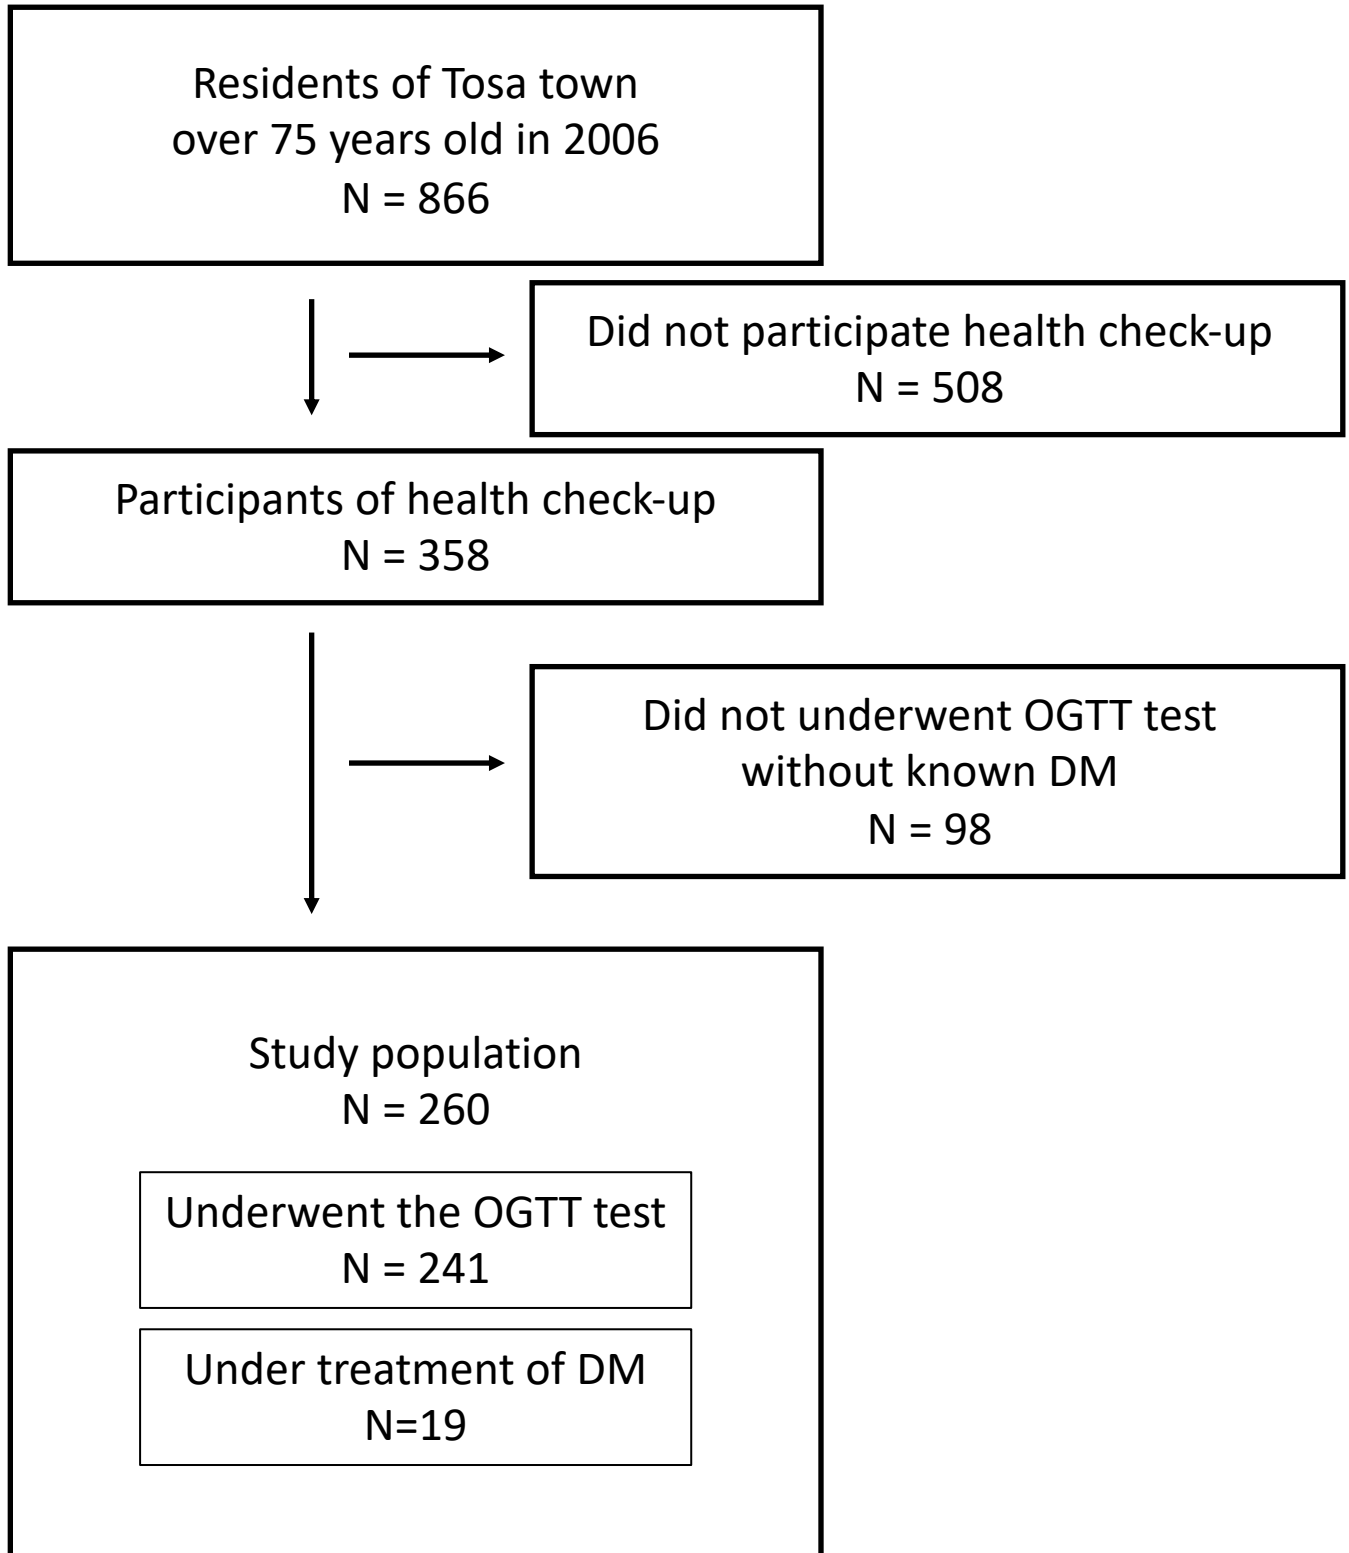 Residents of Tosa town
over 75 years old in 2006
N = 866
Did not participate health check-up
N = 508
Participants of health check-up
N = 358
Did not underwent OGTT test
without known DM
N = 98
Study population
N = 260
Underwent the OGTT test
N = 241
Under treatment of DM
N=19